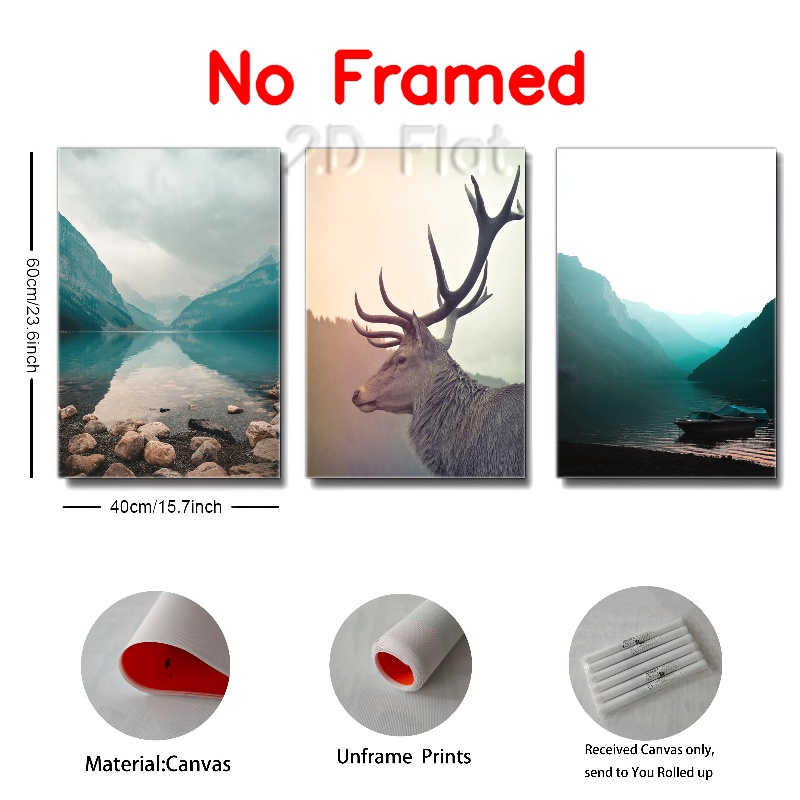 No Framed
2.D Flat
60cm/23.6inch
40cm/15.7inch
Material:Canvas
Unframe Prints
Received Canvas only,
send to You Rolled up